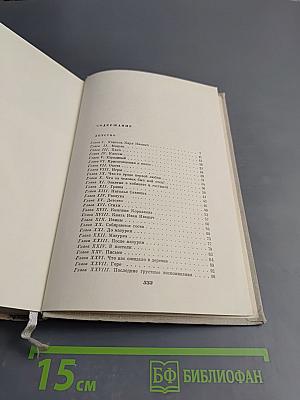 СОДЕРЖАНИЕ
ДЕТСТВО
Глава I. Учитель Карл Иваныч
Глава II. Maman
Глава III. Папа
Глава IV. Классы
Глава V. Юродивый
Глава VI. Приготовления к охоте
Глава VII. Охота
Глава VIII. Игры
Глава IX. Что-то вроде первой любви
Глава X. Что за человек был мой отец?
Глава XI. Занятия в кабинете и гостиной
Глава XII. Гриша
Глава XIII. Наталья Савишна
Глава XIV. Разлука
Глава XV. Детство
Глава XVI. Стихи
Глава XVII. Княгиня Корнакова
Глава XVIII. Князь Иван Иваныч
Глава XIX. Ивины
Глава XX. Собираются гости
Глава XXI. До мазурки
Глава XXII. Мазурка
Глава XXIII. После мазурки
Глава XXIV. В постели
Глава XXV. Письмо
Глава XXVI. Что ожидало нас в деревне
Глава XXVII. Горе
Глава XXVIII. Последние грустные воспоминания
333
15 СМ
БФ БИБЛИОФАН